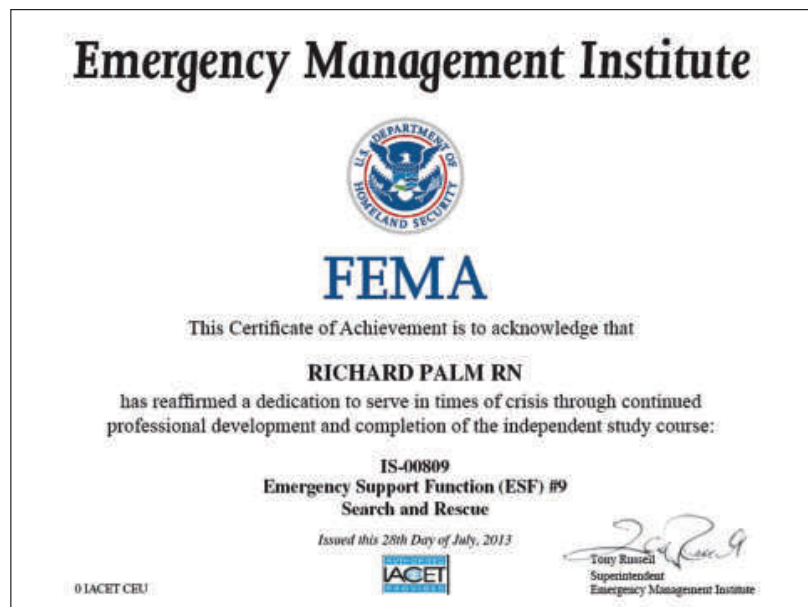 Emergency Management Institute
U.S. DEPARTMENT OF HOMELAND SECURITY
FEMA
This Certificate of Achievement is to acknowledge that
RICHARD PALM RN
has reaffirmed a dedication to serve in times of crisis through continued
professional development and completion of the independent study course:
IS-00809
Emergency Support Function (ESF) #9
Search and Rescue
Issued this 28th Day of July, 2013
Tony Russell
Superintendent
Emergency Management Institute
AUTHORIZED
IACET
PROVIDER
0 IACET CEU